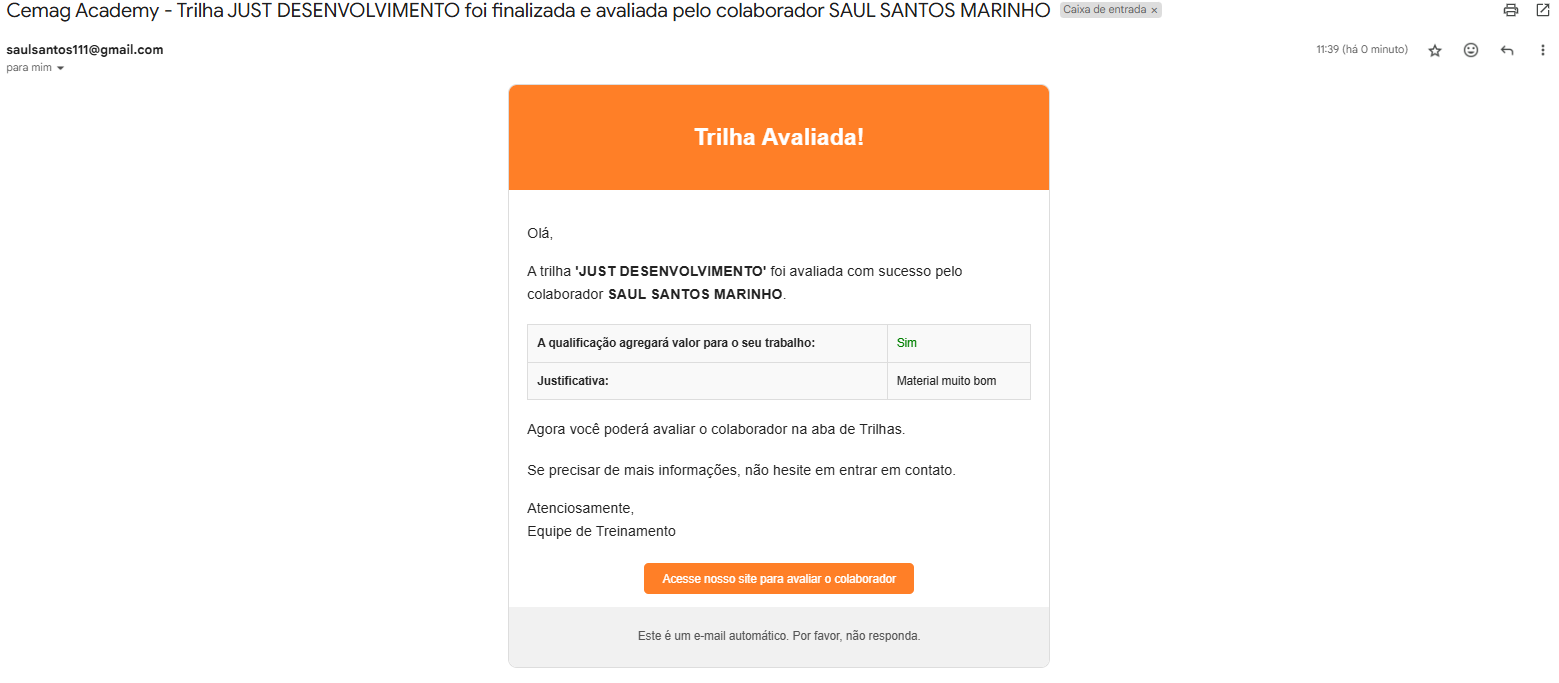 Cemag Academy - Trilha JUST DESENVOLVIMENTO foi finalizada e avaliada pelo colaborador SAUL SANTOS MARINHO Caixa de entrada ×
saulsantos111@gmail.com 11:39 (há 0 minuto)
para mim
Trilha Avaliada!
Olá,
A trilha 'JUST DESENVOLVIMENTO' foi avaliada com sucesso pelo
colaborador SAUL SANTOS MARINHO.
A qualificação agregará valor para o seu trabalho: Sim
Justificativa: Material muito bom
Agora você poderá avaliar o colaborador na aba de Trilhas.
Se precisar de mais informações, não hesite em entrar em contato.
Atenciosamente,
Equipe de Treinamento
Acesse nosso site para avaliar o colaborador
Este é um e-mail automático. Por favor, não responda.